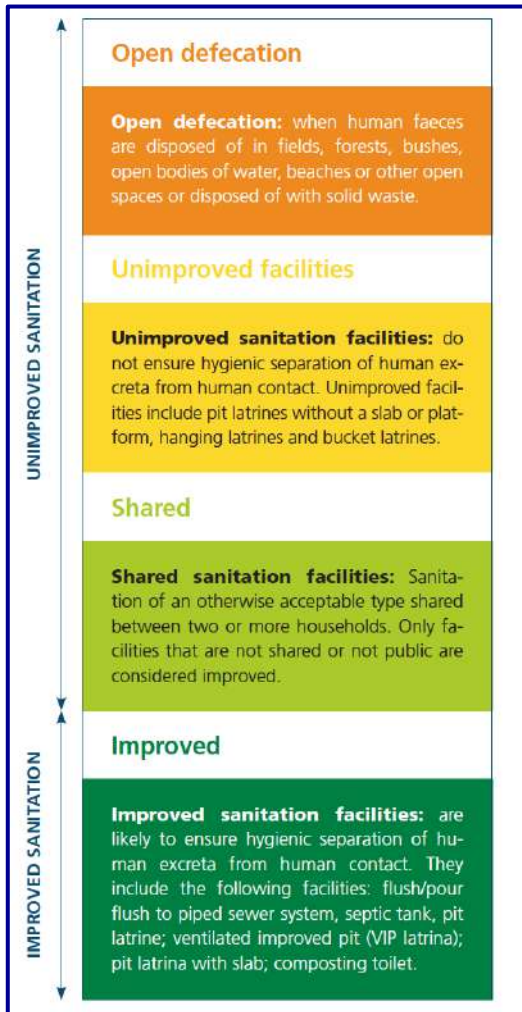 Open defecation
Open defecation: when human faeces
are disposed of in fields, forests, bushes,
open bodies of water, beaches or other open
spaces or disposed of with solid waste.
UNIMPROVED SANITATION
Unimproved facilities
Unimproved sanitation facilities: do
not ensure hygienic separation of human ex-
creta from human contact. Unimproved facil-
ities include pit latrines without a slab or plat-
form, hanging latrines and bucket latrines.
Shared
Shared sanitation facilities: Sanita-
tion of an otherwise acceptable type shared
between two or more households. Only fa-
cilities that are not shared or not public are
considered improved.
IMPROVED SANITATION
Improved
Improved sanitation facilities: are
likely to ensure hygienic separation of hu-
man excreta from human contact. They
include the following facilities: flush/pour
flush to piped sewer system, septic tank, pit
latrine; ventilated improved pit (VIP latrina);
pit latrina with slab; composting toilet.